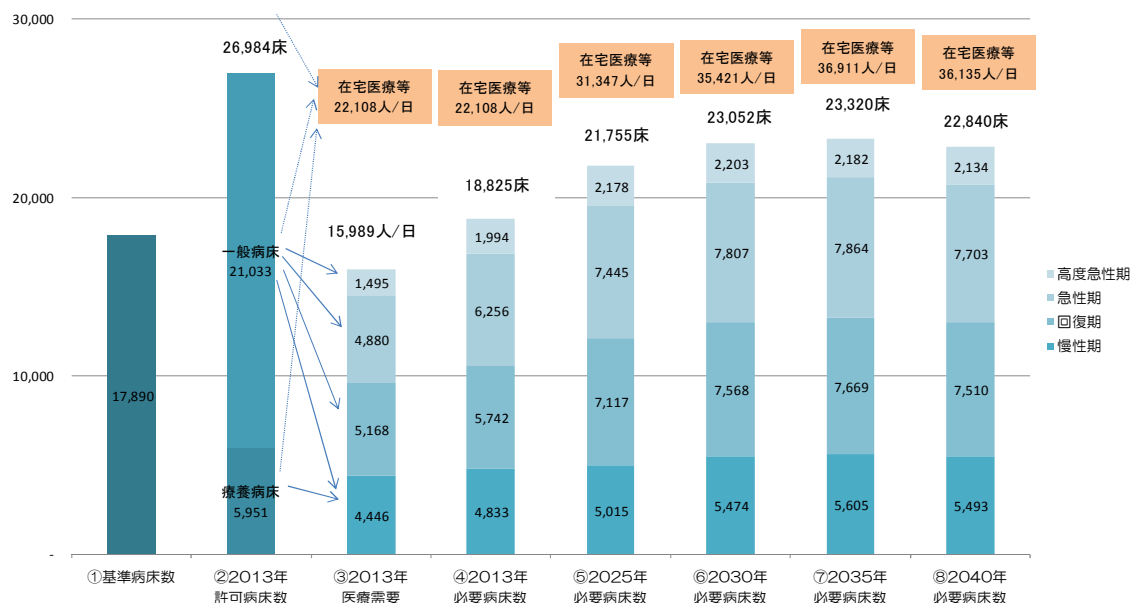 30,000
20,000
10,000
-
17,890
26,984床
一般病床
21,033
療養病床
5,951
在宅医療等
22,108人/日
15,989人/日
1,495
4,880
5,168
4,446
在宅医療等
22,108人/日
18,825床
1,994
6,256
5,742
4,833
在宅医療等
31,347人/日
21,755床
2,178
7,445
7,117
5,015
在宅医療等
35,421人/日
23,052床
2,203
7,807
7,568
5,474
在宅医療等
36,911人/日
23,320床
2,182
7,864
7,669
5,605
在宅医療等
36,135人/日
22,840床
2,134
7,703
7,510
5,493
高度急性期
急性期
回復期
慢性期
①基準病床数
②2013年
許可病床数
③2013年
医療需要
④2013年
必要病床数
⑤2025年
必要病床数
⑥2030年
必要病床数
⑦2035年
必要病床数
⑧2040年
必要病床数